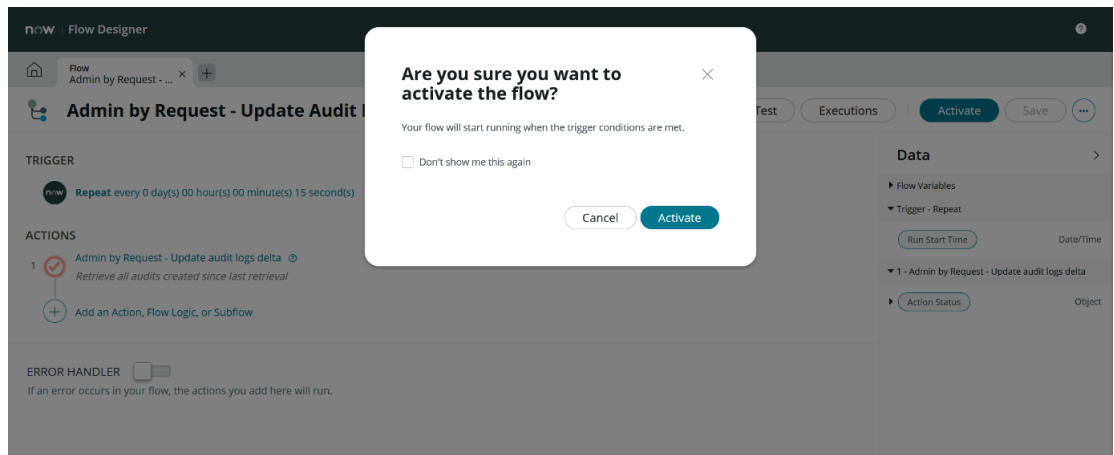 now Flow Designer
Flow
Admin by Request - ... × +
Admin by Request - Update Audit
Test
Executions
Activate
Save
Are you sure you want to
activate the flow?
Your flow will start running when the trigger conditions are met.
Don't show me this again
Cancel
Activate
TRIGGER
now
Repeat every 0 day(s) 00 hour(s) 00 minute(s) 15 second(s)
ACTIONS
1
Admin by Request - Update audit logs delta
Retrieve all audits created since last retrieval
Add an Action, Flow Logic, or Subflow
ERROR HANDLER
If an error occurs in your flow, the actions you add here will run.
Data
Flow Variables
Trigger - Repeat
Run Start Time Date/Time
1 - Admin by Request - Update audit logs delta
Action Status Object